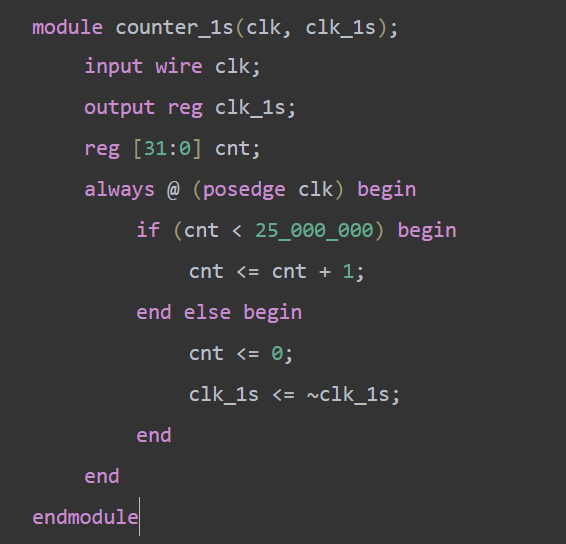 module counter_1s(clk, clk_1s);
input wire clk;
output reg clk_1s;
reg [31:0] cnt;
always @ (posedge clk) begin
if (cnt < 25_000_000) begin
cnt <= cnt + 1;
end else begin
cnt <= 0;
clk_1s <= ~clk_1s;
end
end
endmodule